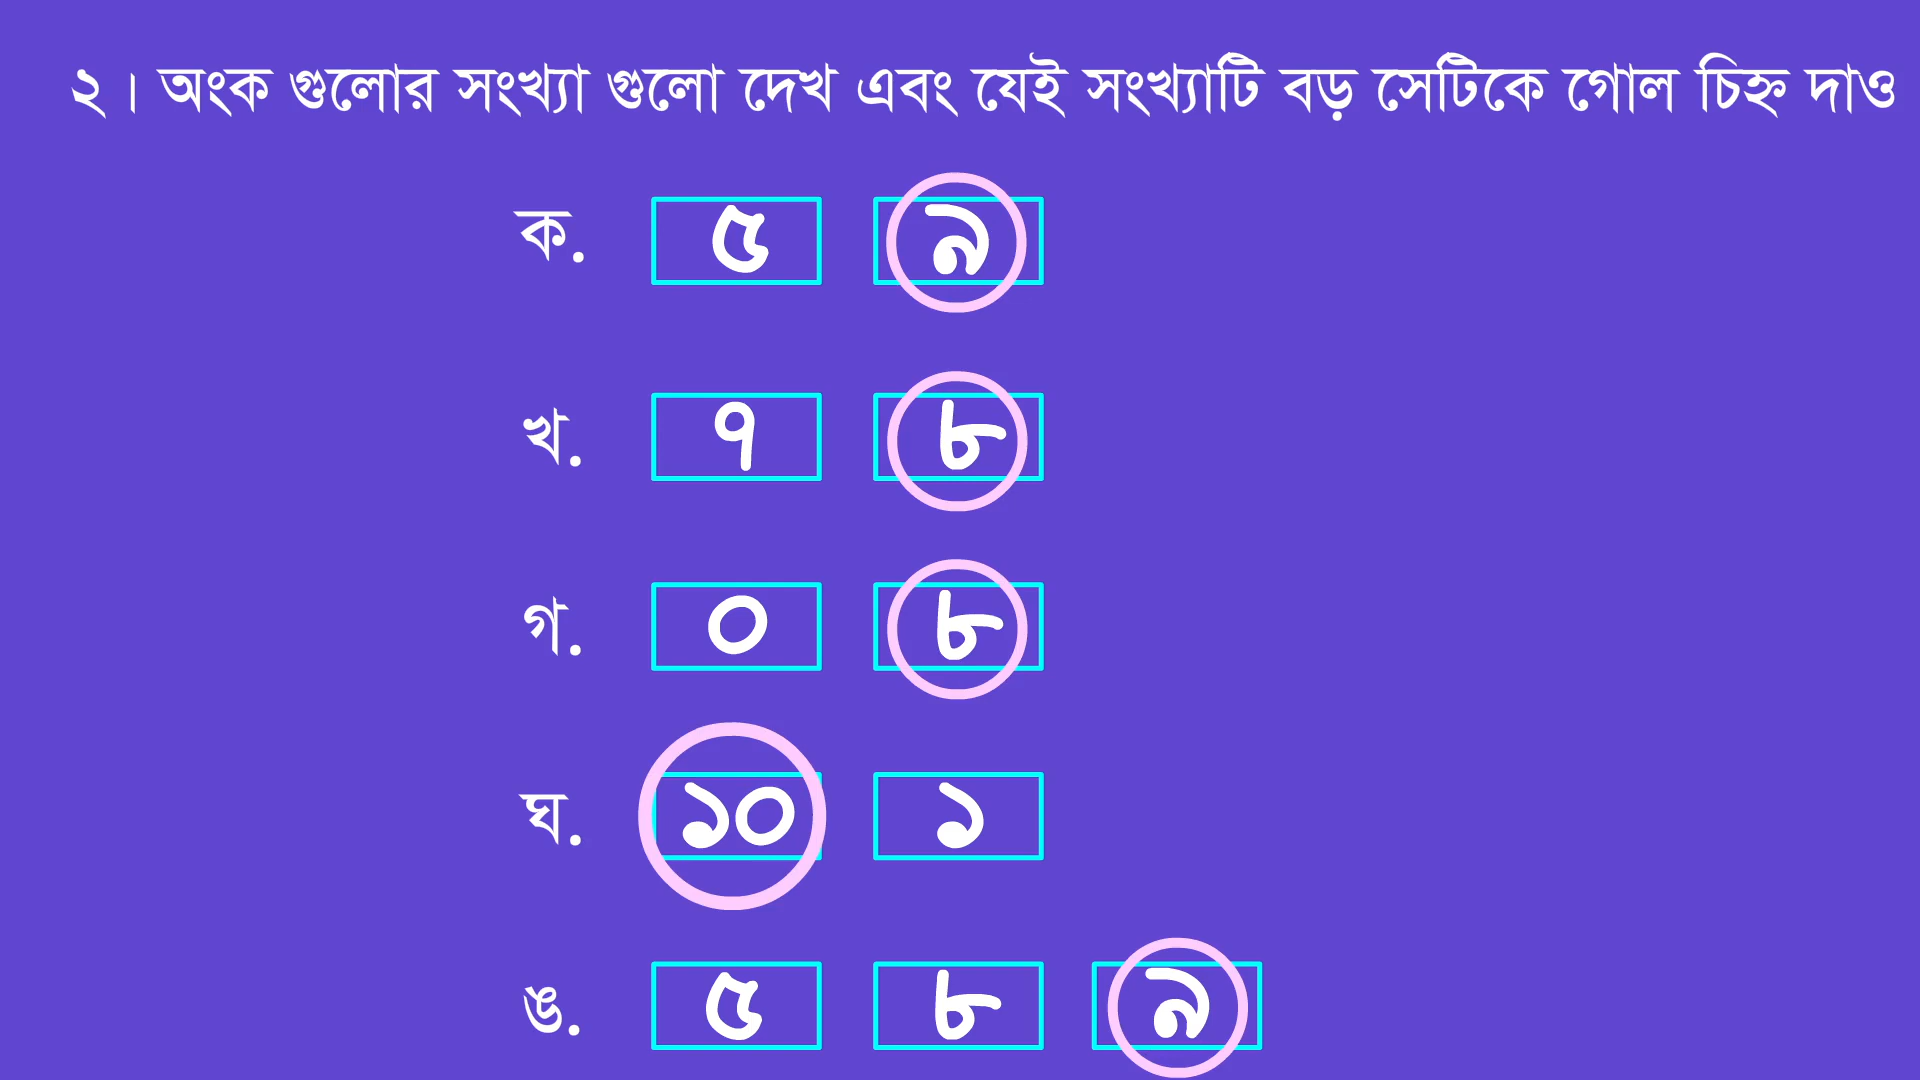 ২। অংক গুলোর সংখ্যা গুলো দেখ এবং যেই সংখ্যাটি বড় সেটিকে গোল চিহ্ন দাও
ক. ৫ ৯
খ. ৭ ৮
গ. ০ ৮
ঘ. ১০ ১
ঙ. ৫ ৮ ৯